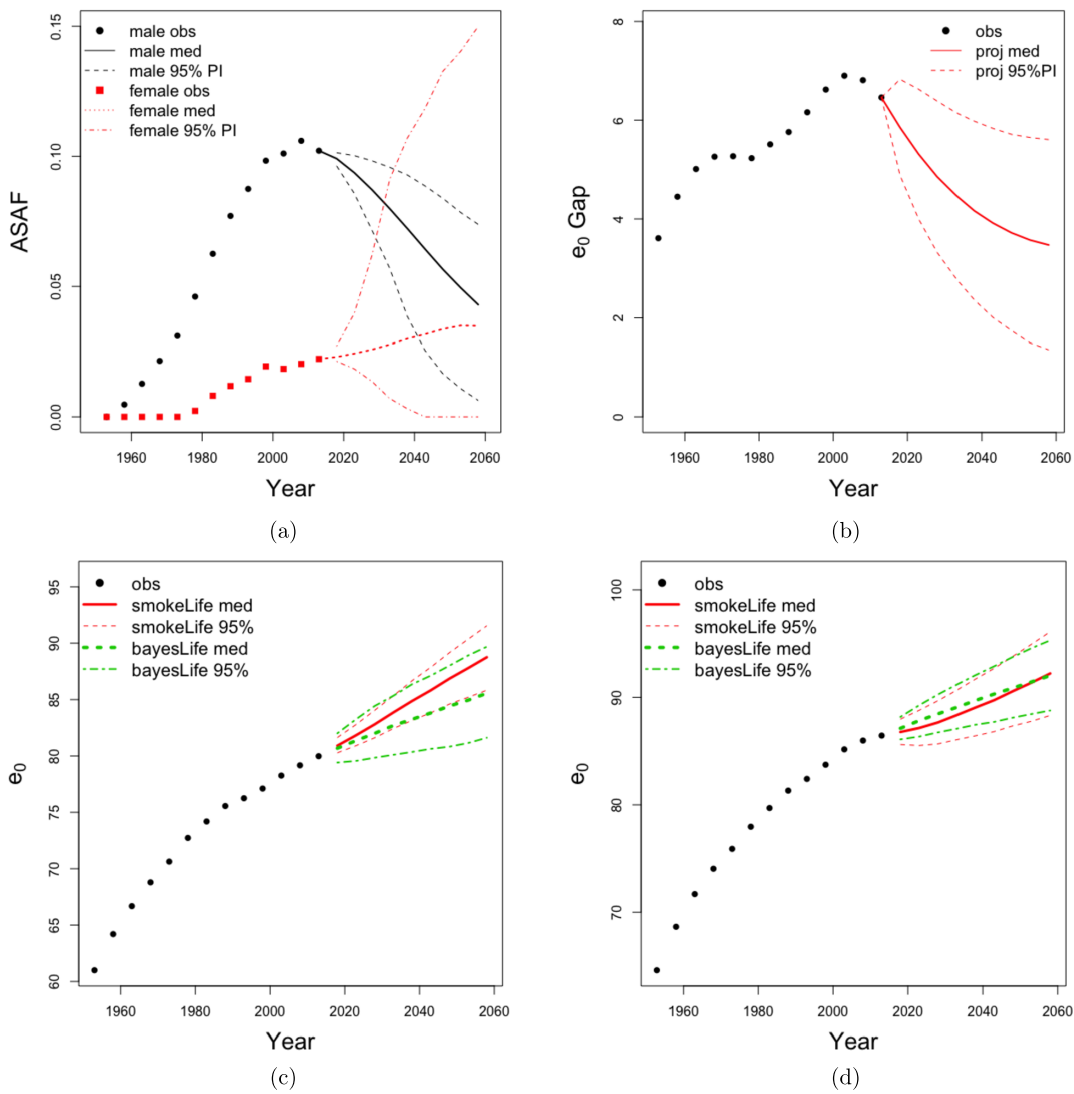 ASAF
0.00
0.05
0.10
0.15
male obs
male med
male 95% PI
female obs
female med
female 95% PI
1960
1980
2000
2020
2040
2060
Year
(a)
e0 Gap
0
2
4
6
8
obs
proj med
proj 95%PI
1960
1980
2000
2020
2040
2060
Year
(b)
e0
60
65
70
75
80
85
90
95
obs
smokeLife med
smokeLife 95%
bayesLife med
bayesLife 95%
1960
1980
2000
2020
2040
2060
Year
(c)
e0
70
80
90
100
obs
smokeLife med
smokeLife 95%
bayesLife med
bayesLife 95%
1960
1980
2000
2020
2040
2060
Year
(d)